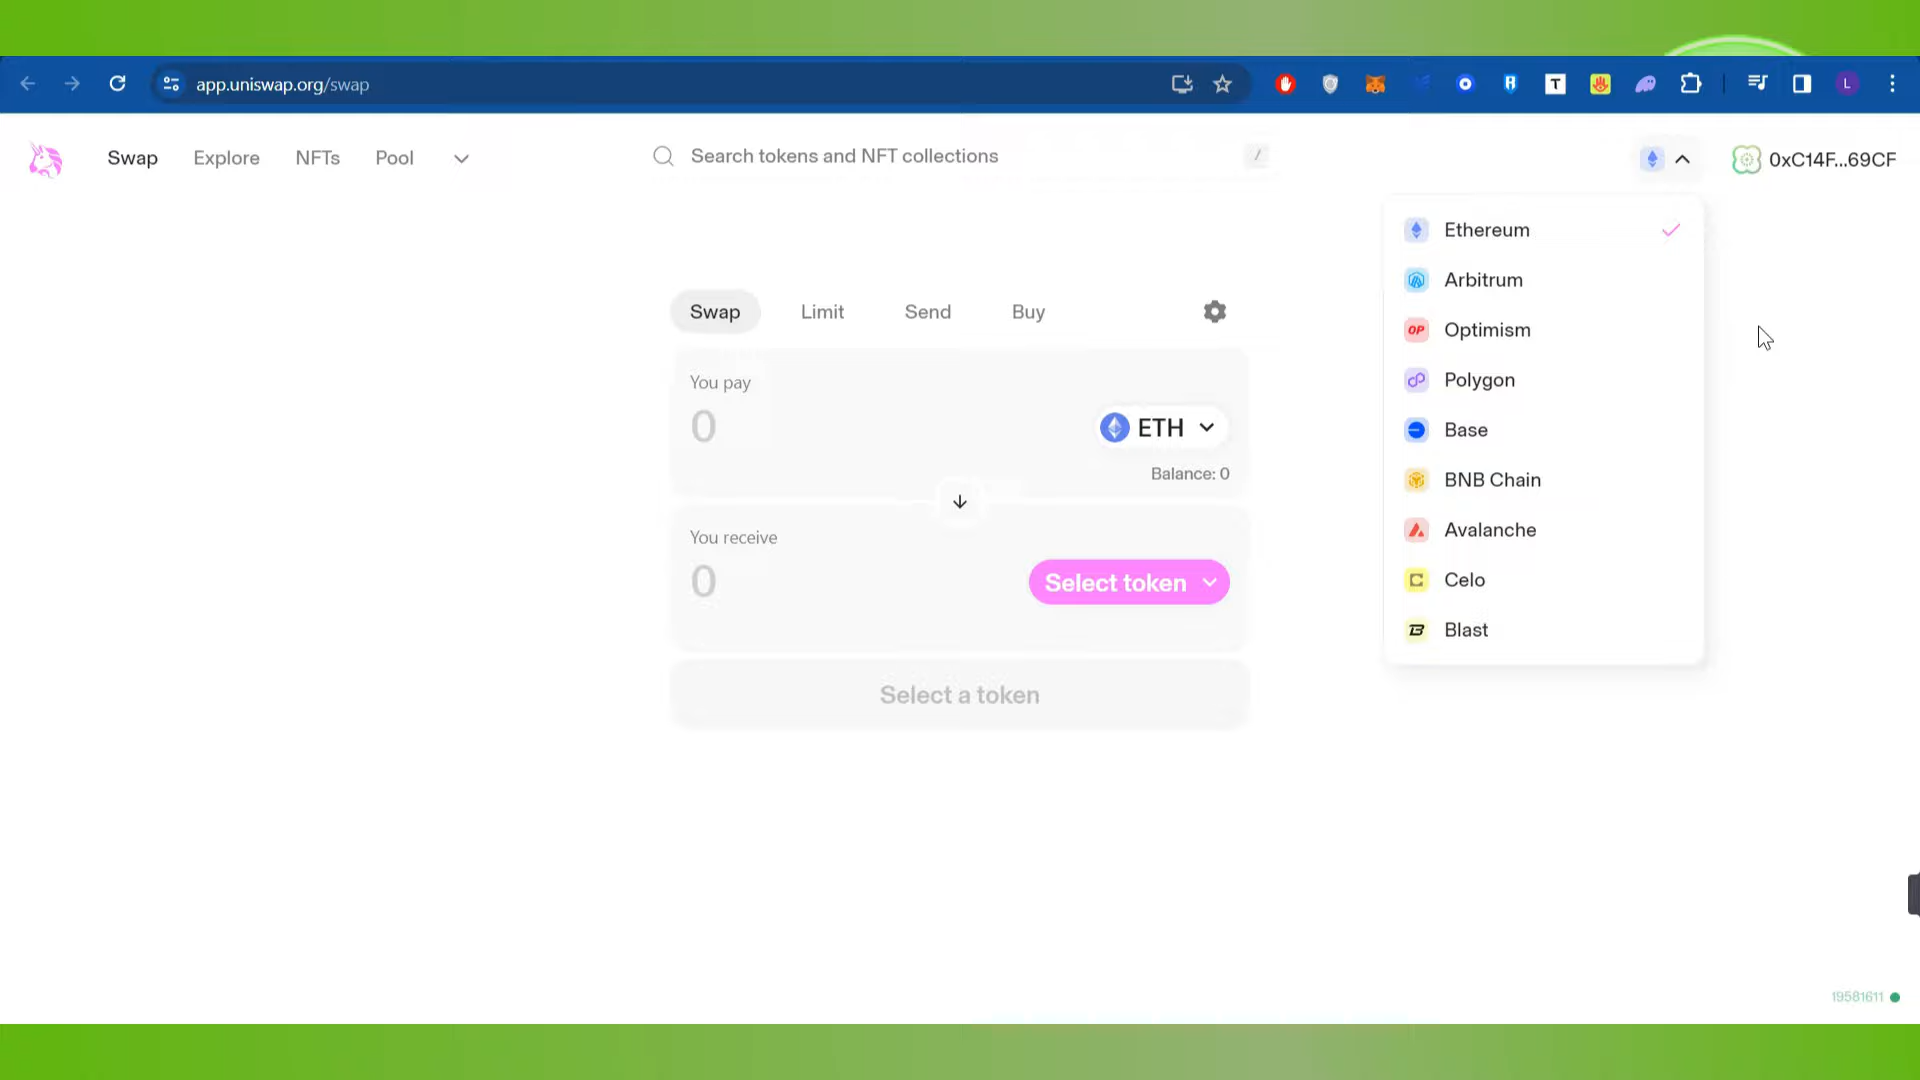 app.uniswap.org/swap
T
L
Swap
Explore
NFTs
Pool
Search tokens and NFT collections
/
0xC14F...69CF
Ethereum
Arbitrum
OP Optimism
Polygon
Base
BNB Chain
Avalanche
Celo
Blast
Swap
Limit
Send
Buy
You pay
0
ETH
Balance: 0
You receive
0
Select token
Select a token
19581611